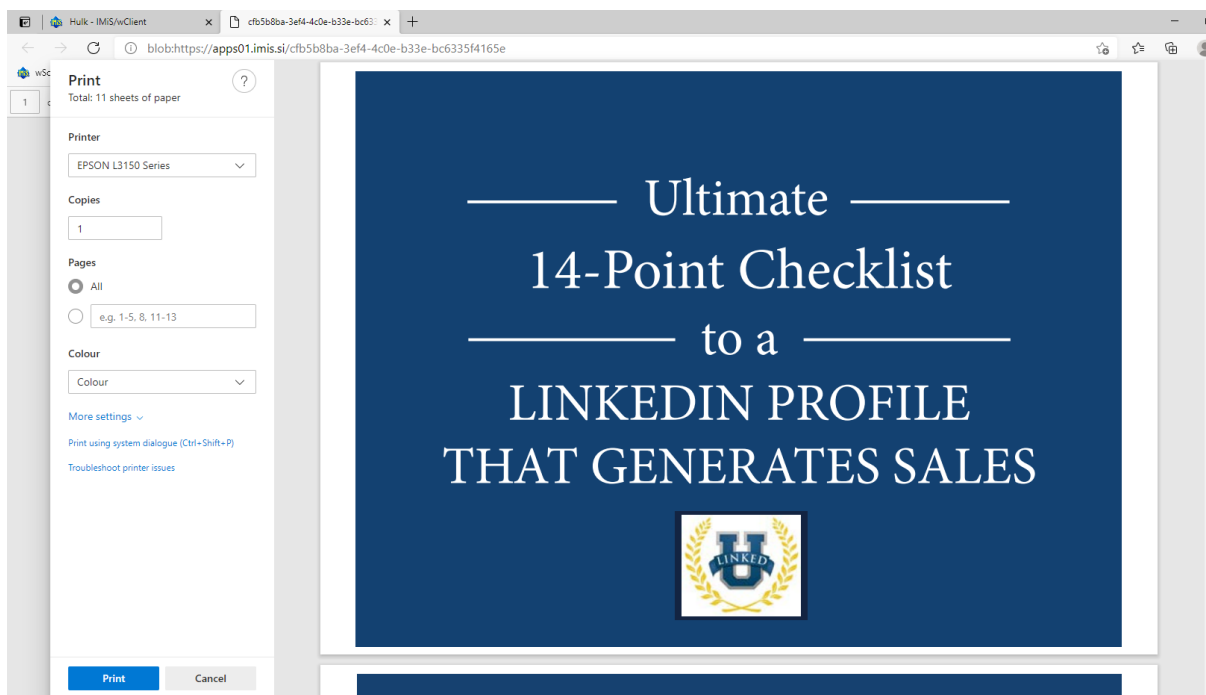 Hulk - IMiS/wClient
cfb5b8ba-3ef4-4c0e-b33e-bc63
blob:https://apps01.imis.si/cfb5b8ba-3ef4-4c0e-b33e-bc6335f4165e
wSc
1
Print
?
Total: 11 sheets of paper
Printer
EPSON L3150 Series
Copies
1
Pages
All
e.g. 1-5, 8, 11-13
Colour
Colour
More settings
Print using system dialogue (Ctrl+Shift+P)
Troubleshoot printer issues
Print Cancel
Ultimate
14-Point Checklist
to a
LINKEDIN PROFILE
THAT GENERATES SALES
U
LINKED